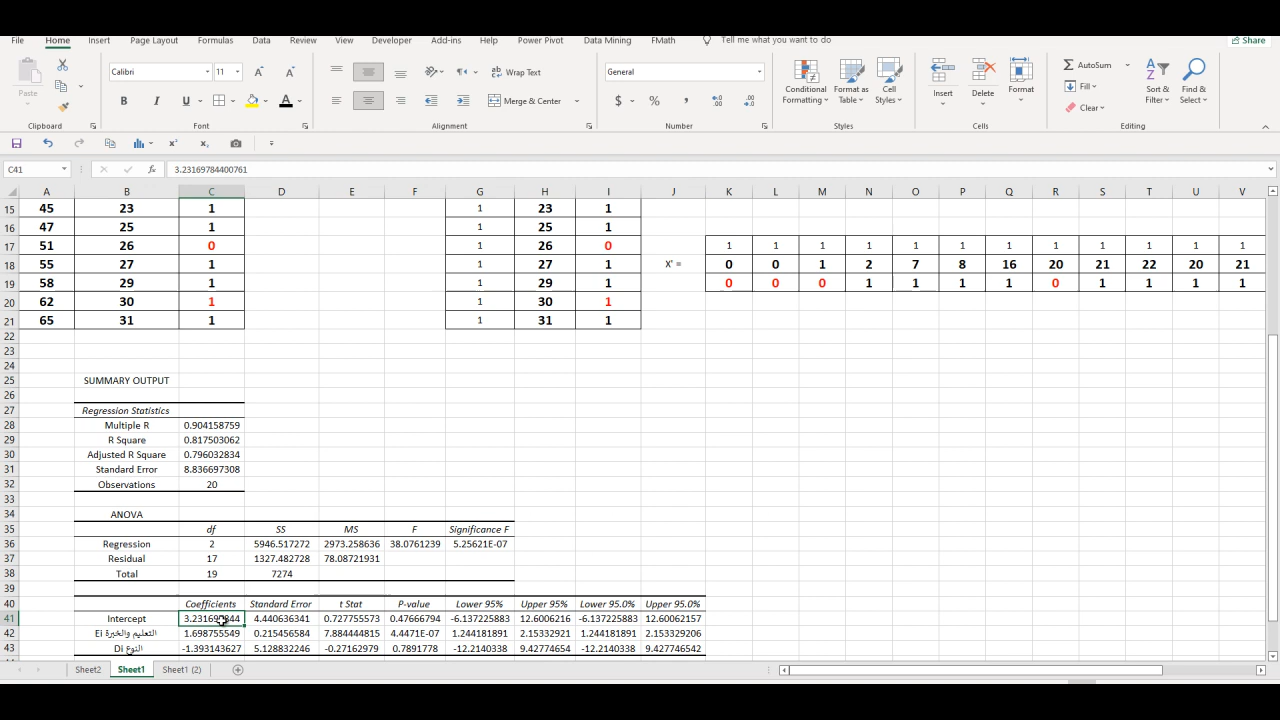 File Home Insert Page Layout Formulas Data Review View Developer Add-ins Help Power Pivot Data Mining FMath Tell me what you want to do Share
Calibri 11 Wrap Text General AutoSum
Paste B I U A Merge & Center $ % , Conditional Formatting Format as Table Cell Styles Insert Delete Format Fill Clear Sort & Filter Find & Select
Clipboard Font Alignment Number Styles Cells Editing
C41 fx 3.23169784400761
A B C D E F G H I J K L M N O P Q R S T U V
15 45 23 1 1 23 1
16 47 25 1 1 25 1
17 51 26 0 1 26 0 1 1 1 1 1 1 1 1 1 1 1 1
18 55 27 1 1 27 1 X' = 0 0 1 2 7 8 16 20 21 22 20 21
19 58 29 1 1 29 1 0 0 0 1 1 1 1 0 1 1 1 1
20 62 30 1 1 30 1
21 65 31 1 1 31 1
22
23
24
25 SUMMARY OUTPUT
26
27 Regression Statistics
28 Multiple R 0.904158759
29 R Square 0.817503062
30 Adjusted R Square 0.796032834
31 Standard Error 8.836697308
32 Observations 20
33
34 ANOVA
35 df SS MS F Significance F
36 Regression 2 5946.517272 2973.258636 38.0761239 5.25621E-07
37 Residual 17 1327.482728 78.08721931
38 Total 19 7274
39
40 Coefficients Standard Error t Stat P-value Lower 95% Upper 95% Lower 95.0% Upper 95.0%
41 Intercept 3.231697844 4.440636341 0.727755573 0.47666794 -6.137225883 12.6006216 -6.137225883 12.60062157
42 التعليم والخبرة Ei 1.698755549 0.215456584 7.884444815 4.4471E-07 1.244181891 2.15332921 1.244181891 2.153329206
43 النوع Di -1.393143627 5.128832246 -0.27162979 0.7891778 -12.2140338 9.42774654 -12.2140338 9.427746542
Sheet2 Sheet1 Sheet1 (2)